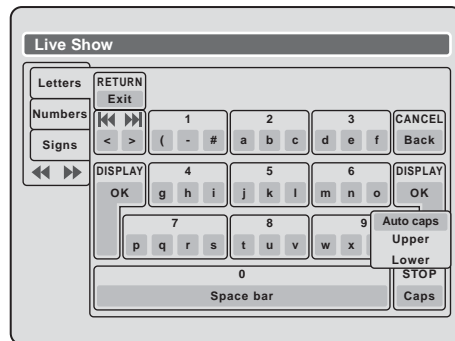 Live Show
Letters
Numbers
Signs
RETURN
Exit
< >
1
( - #
2
a b c
3
d e f
CANCEL
Back
DISPLAY
OK
4
g h i
5
j k l
6
m n o
DISPLAY
OK
7
p q r s
8
t u v
9
w x
Auto caps
Upper
Lower
0
Space bar
STOP
Caps